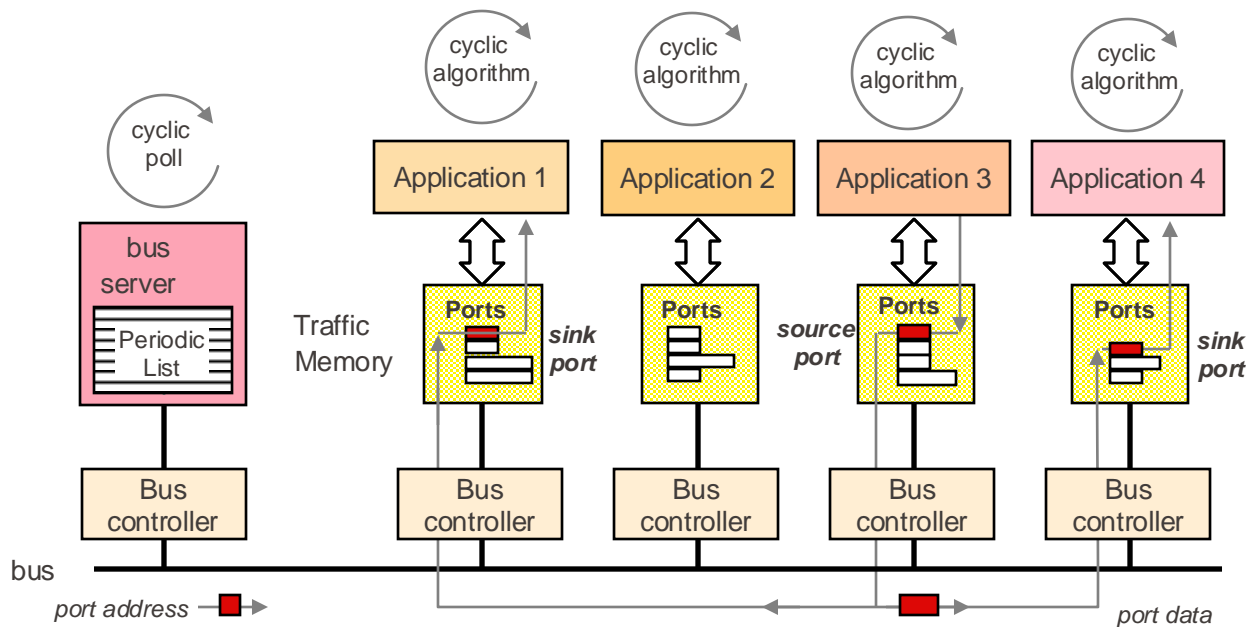 cyclic
algorithm
cyclic
algorithm
cyclic
algorithm
cyclic
algorithm
cyclic
poll
Application 1
Application 2
Application 3
Application 4
bus
server
Periodic
List
Traffic
Memory
Ports
sink
port
Ports
source
port
Ports
Ports
sink
port
Bus
controller
Bus
controller
Bus
controller
Bus
controller
Bus
controller
bus
port address
port data